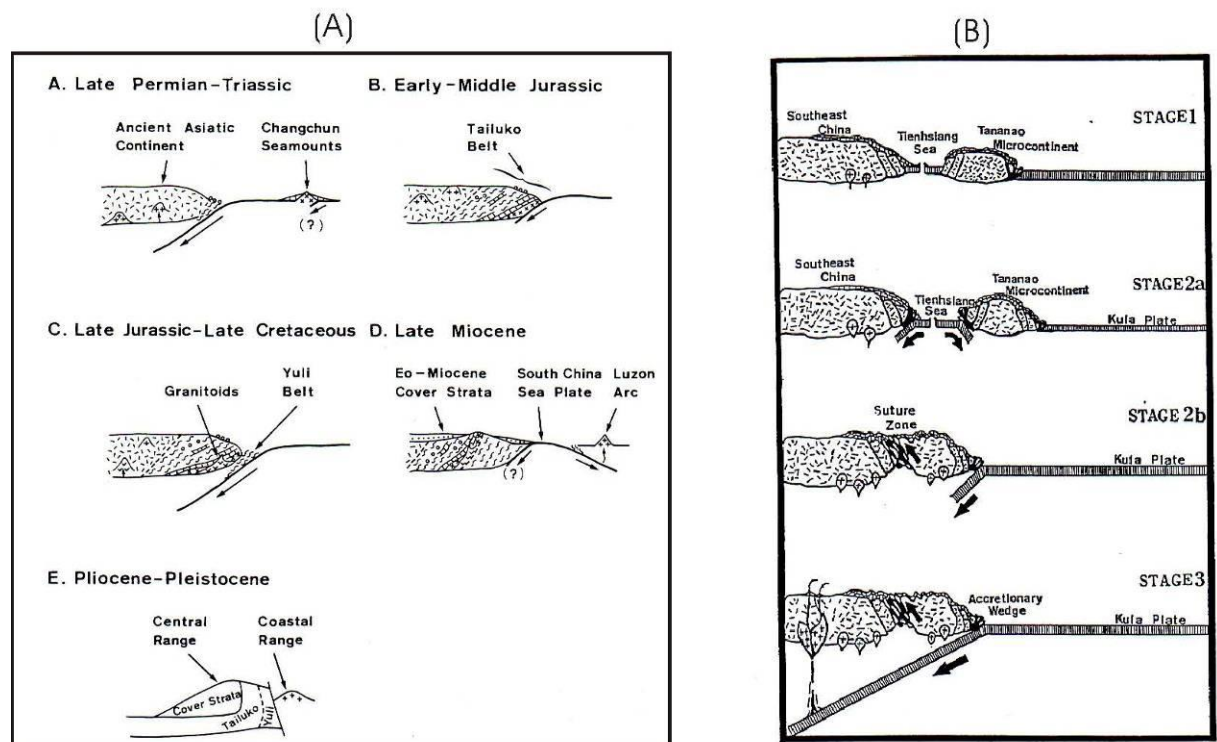 (A)
A. Late Permian-Triassic
Ancient Asiatic
Continent
Changchun
Seamounts
(?)
B. Early-Middle Jurassic
Tailuko
Belt
C. Late Jurassic-Late Cretaceous
Granitoids
Yuli
Belt
D. Late Miocene
Eo-Miocene
Cover Strata
South China
Sea Plate
Luzon
Arc
(?)
E. Pliocene-Pleistocene
Central
Range
Coastal
Range
Cover Strata
Tailuko
Yuli
(B)
STAGE1
Southeast
China
Tienhsiang
Sea
Tananao
Microcontinent
STAGE2a
Southeast
China
Tienhsiang
Sea
Tananao
Microcontinent
Kula Plate
STAGE2b
Suture
Zone
Kula Plate
STAGE3
Accretionary
Wedge
Kula Plate